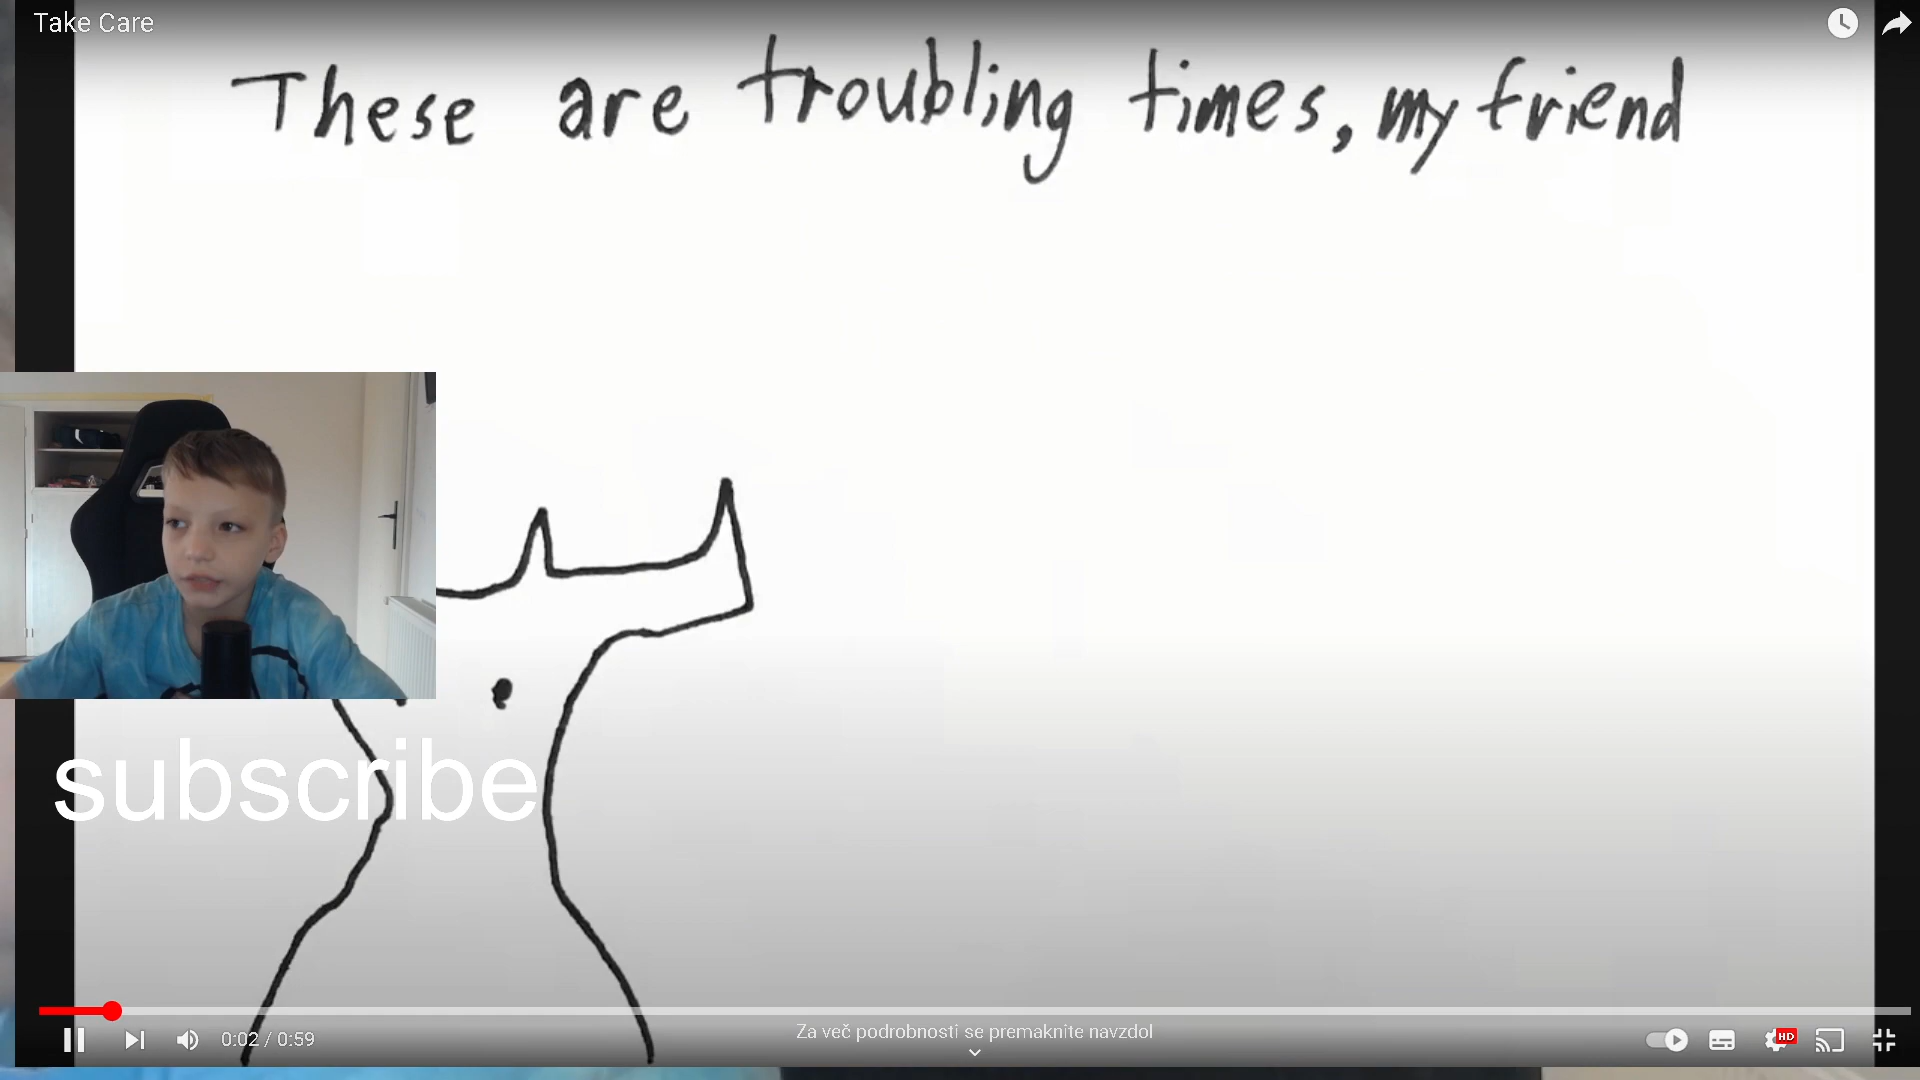 Take Care
These are troubling times, my friend
subscribe
0:02 / 0:59
Za več podrobnosti se premaknite navzdol
HD